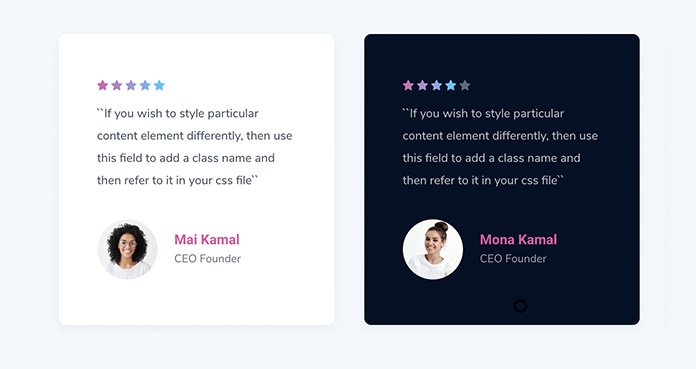 ``If you wish to style particular
content element differently, then use
this field to add a class name and
then refer to it in your css file``
Mai Kamal
CEO Founder
``If you wish to style particular
content element differently, then use
this field to add a class name and
then refer to it in your css file``
Mona Kamal
CEO Founder